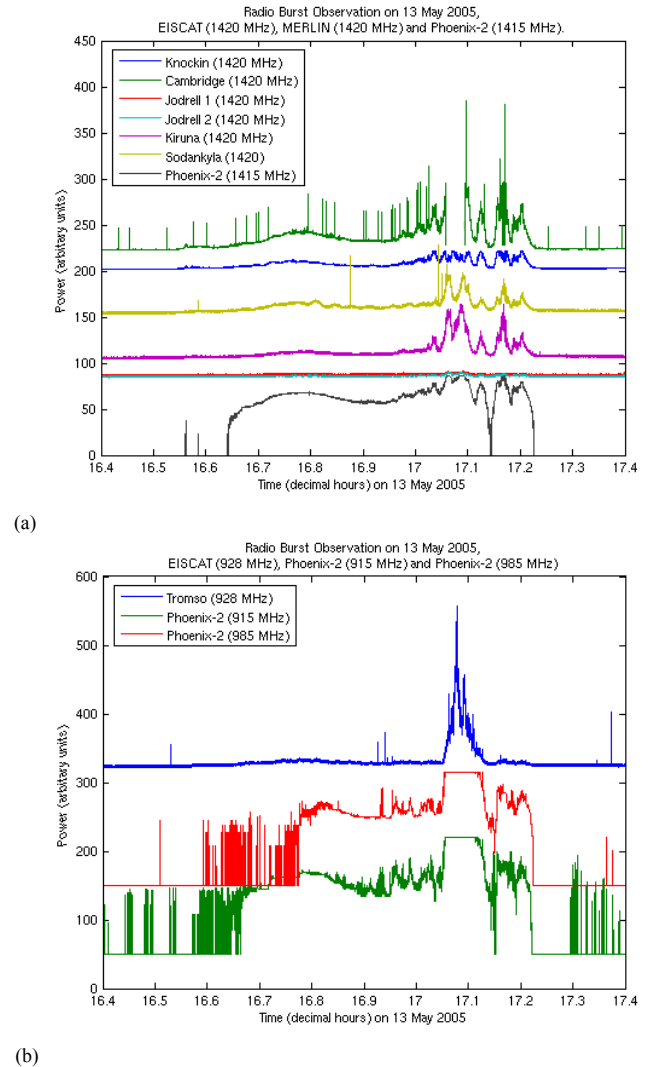 Radio Burst Observation on 13 May 2005,
EISCAT (1420 MHz), MERLIN (1420 MHz) and Phoenix-2 (1415 MHz).
450
400
350
300
250
200
150
100
50
0
Power (arbitary units)
Knockin (1420 MHz)
Cambridge (1420 MHz)
Jodrell 1 (1420 MHz)
Jodrell 2 (1420 MHz)
Kiruna (1420 MHz)
Sodankyla (1420)
Phoenix-2 (1415 MHz)
16.4 16.5 16.6 16.7 16.8 16.9 17 17.1 17.2 17.3 17.4
Time (decimal hours) on 13 May 2005
(a)
Radio Burst Observation on 13 May 2005,
EISCAT (928 MHz), Phoenix-2 (915 MHz) and Phoenix-2 (985 MHz)
600
500
400
300
200
100
0
Power (arbitary units)
Tromso (928 MHz)
Phoenix-2 (915 MHz)
Phoenix-2 (985 MHz)
16.4 16.5 16.6 16.7 16.8 16.9 17 17.1 17.2 17.3 17.4
Time (decimal hours) on 13 May 2005
(b)